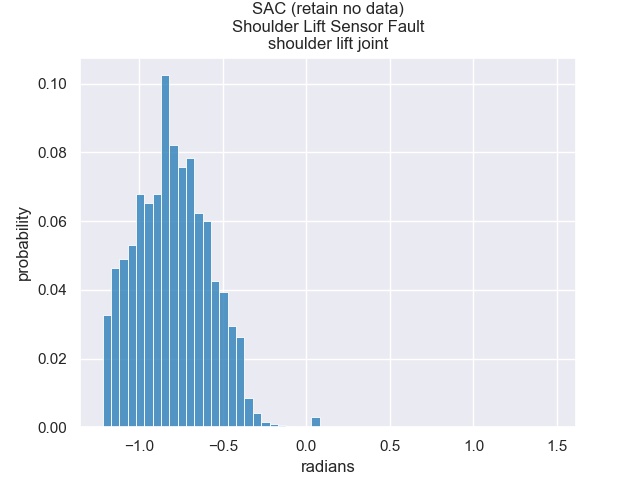 SAC (retain no data)
Shoulder Lift Sensor Fault
shoulder lift joint
0.10
0.08
0.06
0.04
0.02
0.00
probability
−1.0 −0.5 0.0 0.5 1.0 1.5
radians